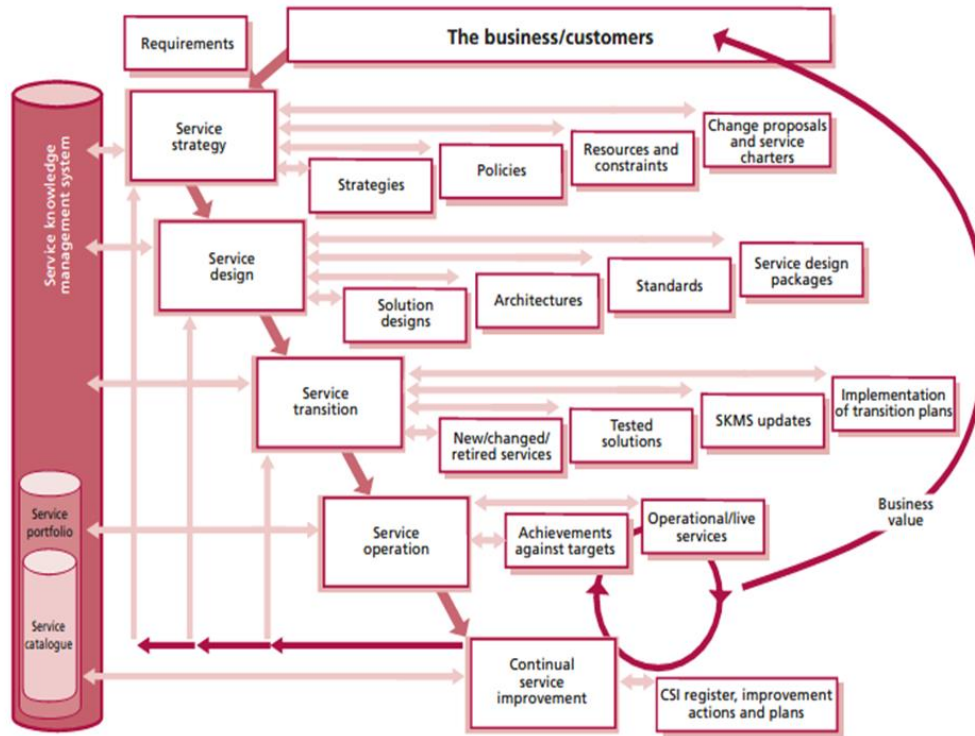 Requirements
The business/customers
Service knowledge
management system
Service
strategy
Strategies
Policies
Resources and
constraints
Change proposals
and service
charters
Service
design
Solution
designs
Architectures
Standards
Service design
packages
Service
transition
New/changed/
retired services
Tested
solutions
SKMS updates
Implementation
of transition plans
Service
portfolio
Service
operation
Achievements
against targets
Operational/live
services
Business
value
Service
catalogue
Continual
service
improvement
CSI register, improvement
actions and plans